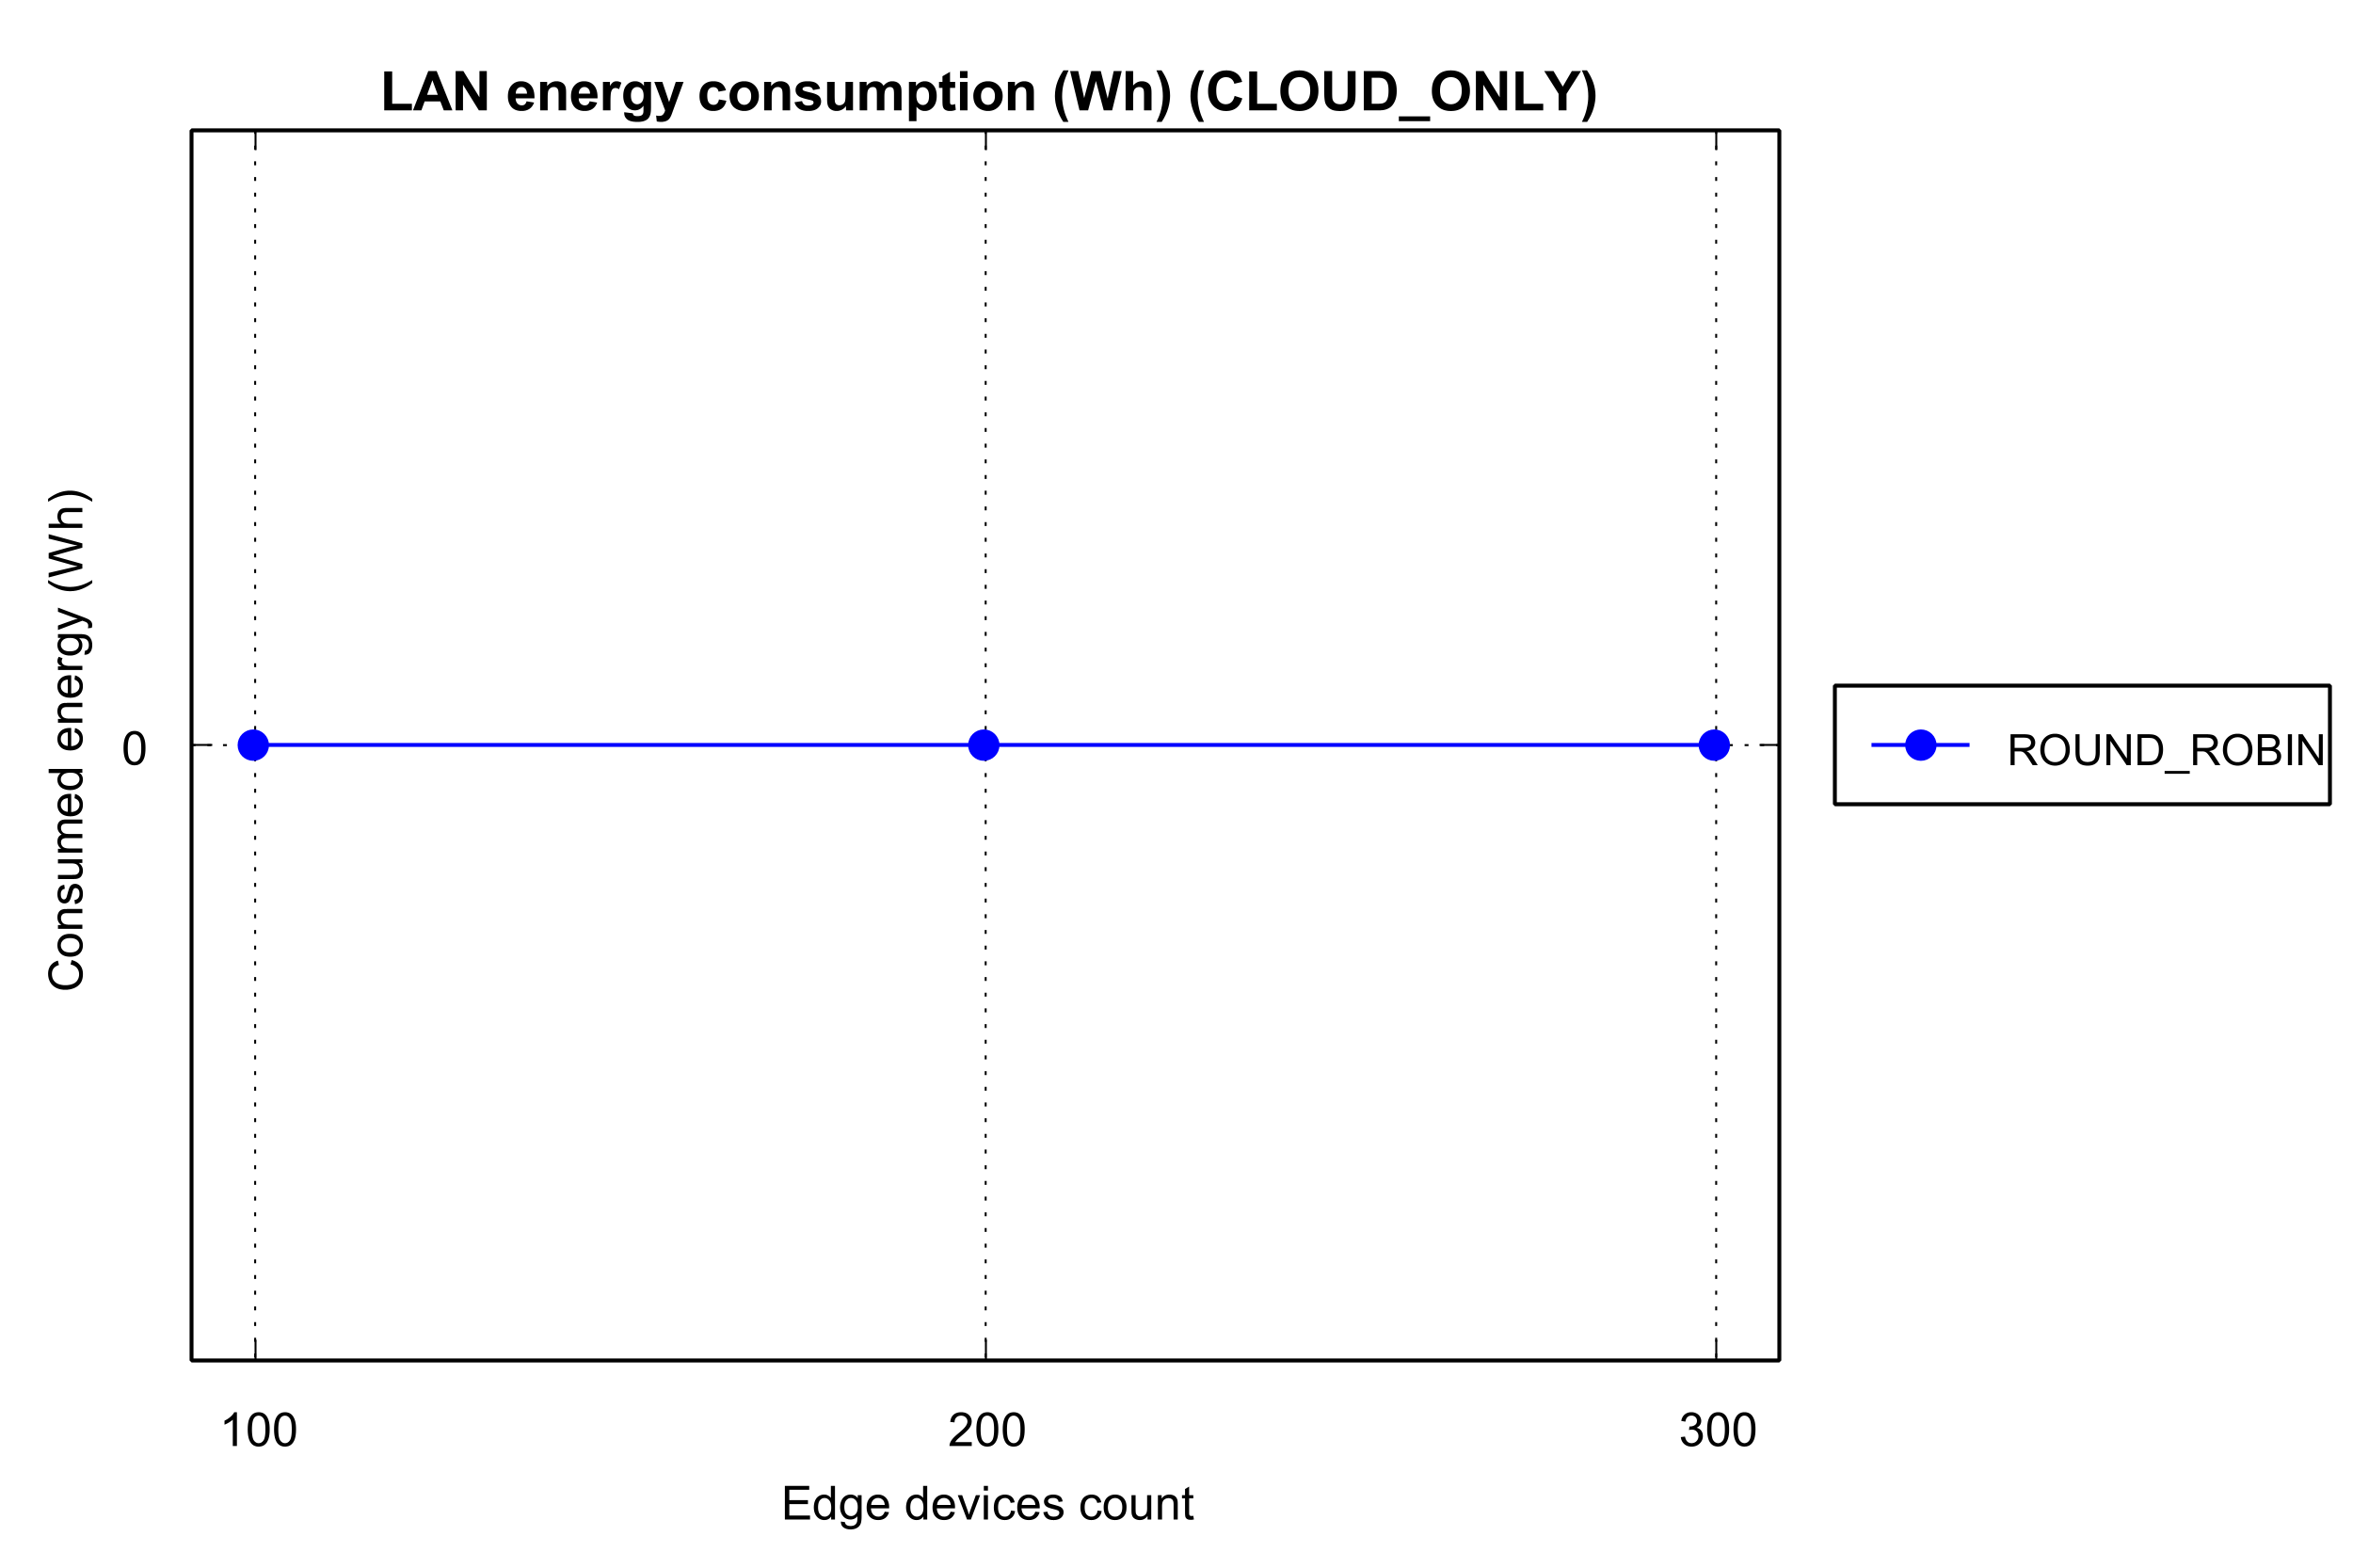 LAN energy consumption (Wh) (CLOUD_ONLY)
Consumed energy (Wh)
0
ROUND_ROBIN
100 200 300
Edge devices count